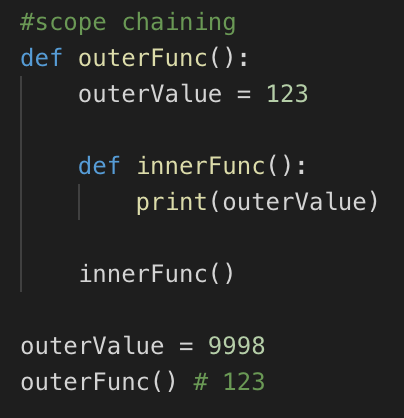 #scope chaining
def outerFunc():
    outerValue = 123
    def innerFunc():
        print(outerValue)
    innerFunc()
outerValue = 9998
outerFunc() # 123